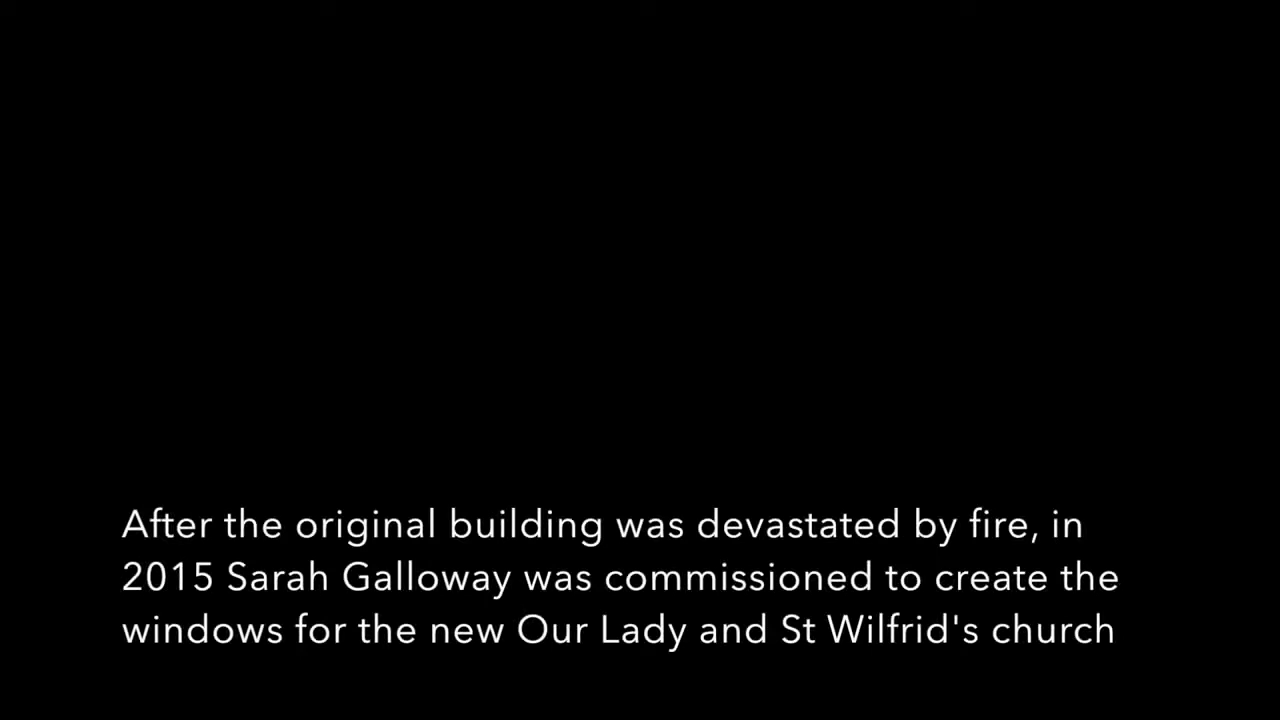 After the original building was devastated by fire, in
2015 Sarah Galloway was commissioned to create the
windows for the new Our Lady and St Wilfrid's church